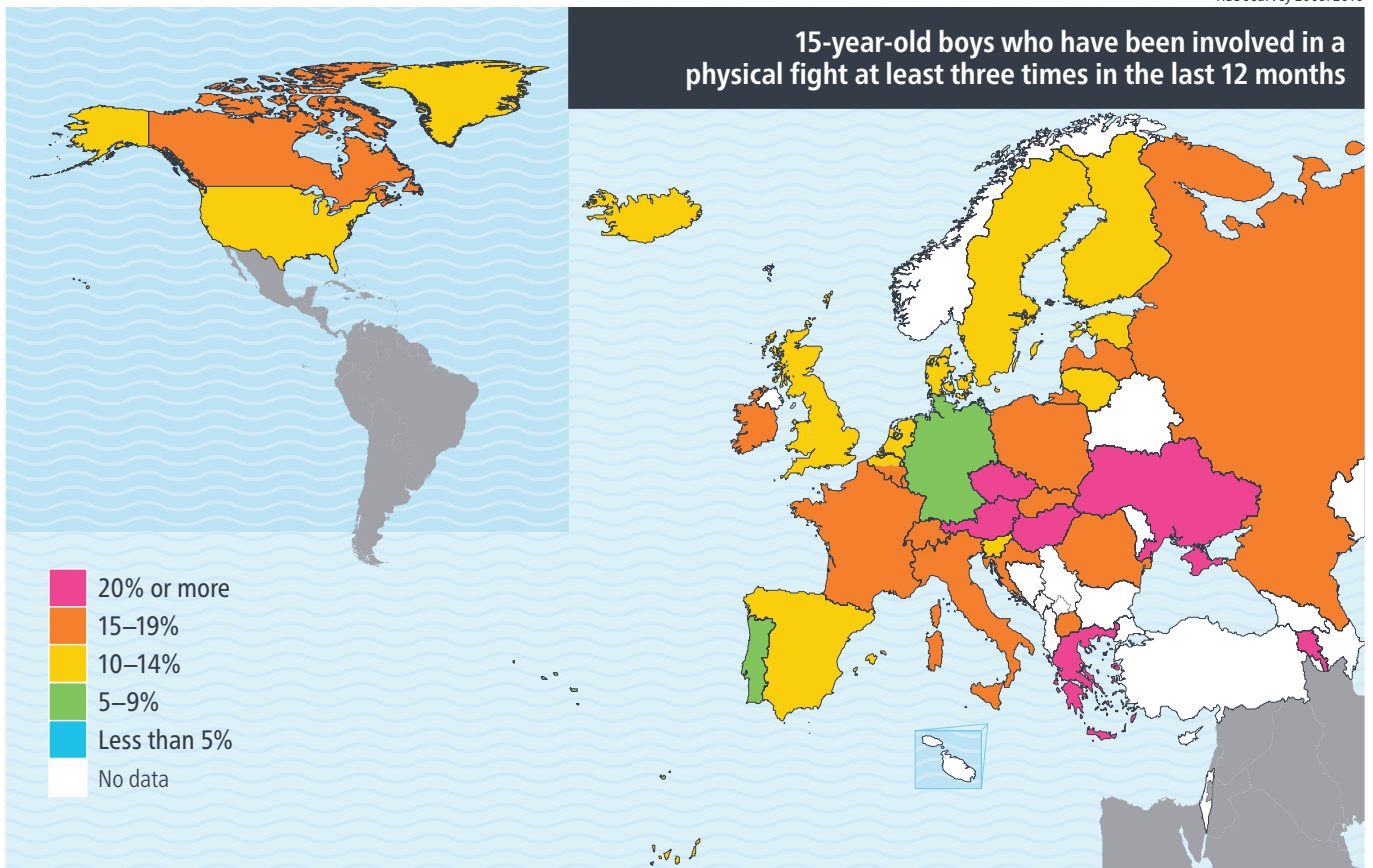 15-year-old boys who have been involved in a
physical fight at least three times in the last 12 months
20% or more
15–19%
10–14%
5–9%
Less than 5%
No data